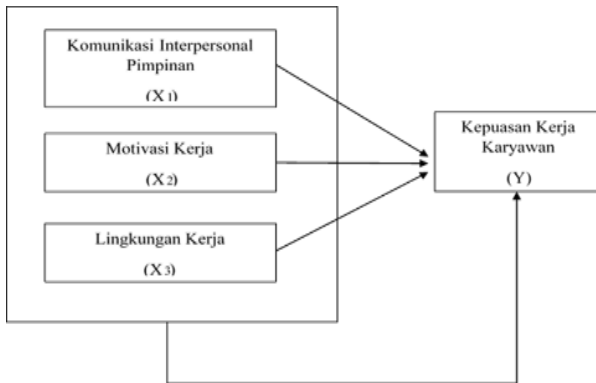 Komunikasi Interpersonal
Pimpinan
(X1)
Motivasi Kerja
(X2)
Lingkungan Kerja
(X3)
Kepuasan Kerja
Karyawan
(Y)